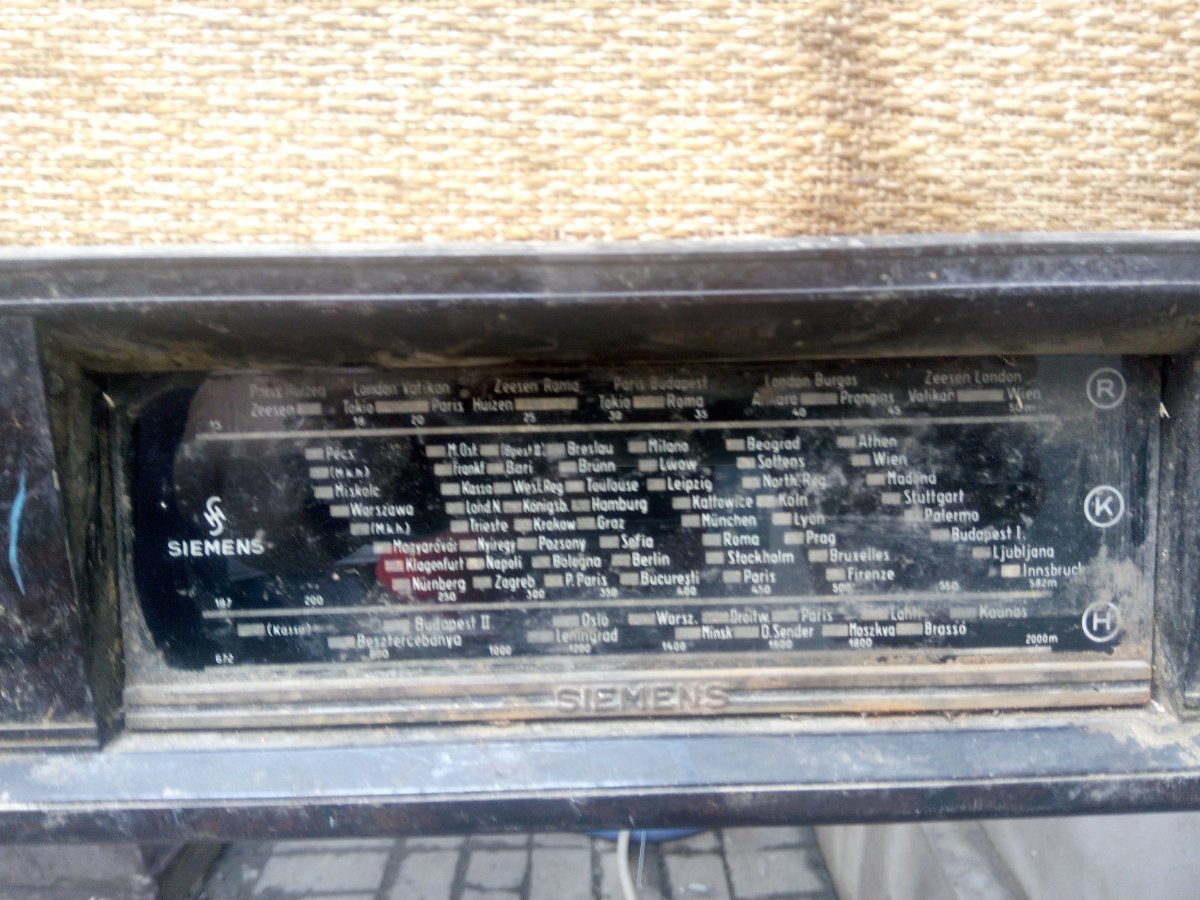 Paris Huizen London Vatikan Zeesen Roma Paris Budapest London Burgos Zeesen London R
Zeesen Tokio Paris Huizen Tokio Roma Ankara Prangins Vatikan Wien
15 18 20 25 30 35 40 45 50m
Pécs M.Ost. (Bpest II) Breslau Milano Beograd Athen
(M.k.h.) Frankf Bari Brünn Lwow Sottens Wien
Miskolc Kassa West.Reg Toulouse Leipzig North.Reg. Madona
Warszawa Lond N Königsb. Hamburg Kattowice Köln Stuttgart K
SIEMENS (M.k.h.) Trieste Krakow Graz München Lyon Palermo
Magyaróvár Nyíregy Pozsony Sofia Roma Prag Budapest I.
Klagenfurt Napoli Bologna Berlin Stockholm Bruxelles Ljubljana
Nürnberg Zagreb P.Paris Bucureşti Paris Firenze Innsbruck
187 200 250 300 350 400 450 500 550 582m
(Kassa) Budapest II. Oslo Warsz. Droitw. Paris Lahti Kaunas H
Besztercebánya Leningrad Minsk D.Sender Moszkva Brassó
672 800 1000 1200 1400 1600 1800 2000m
SIEMENS